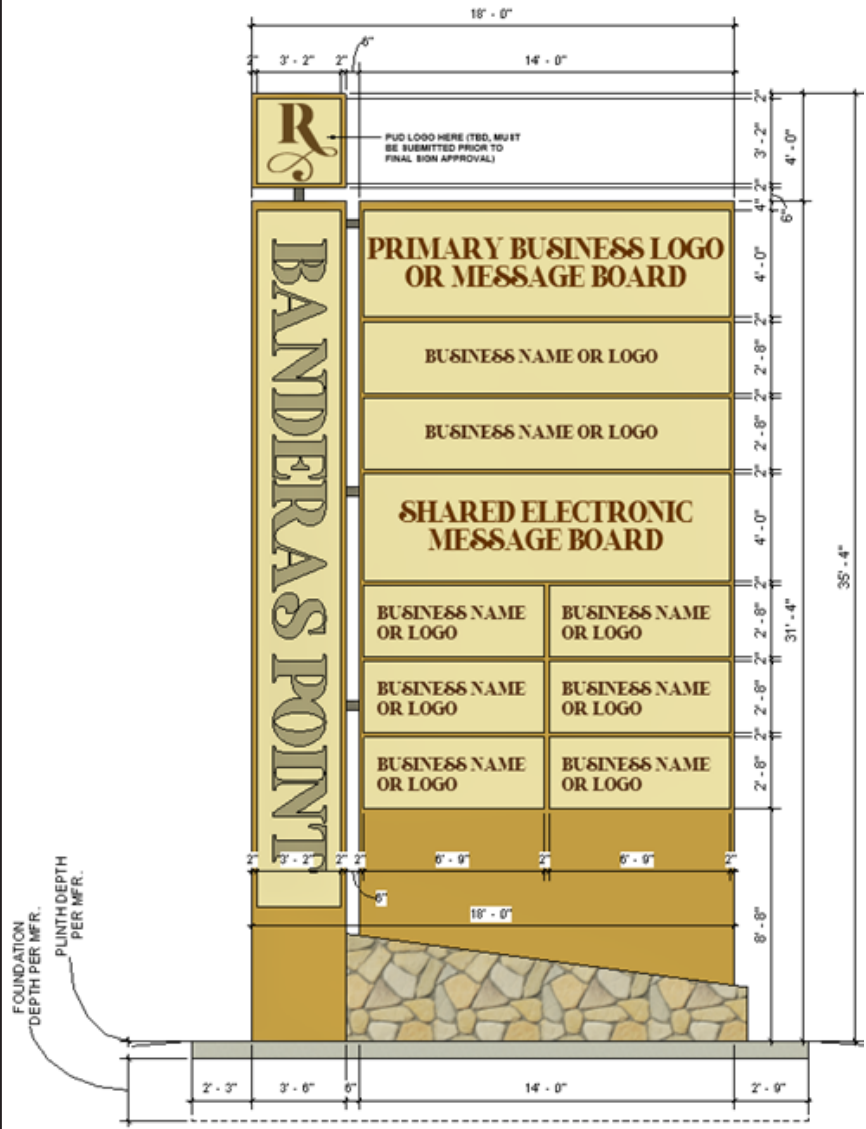 18' - 0"
6"
2"
3' - 2"
2"
14' - 0"
R
PUD LOGO HERE (TBD, MUST
BE SUBMITTED PRIOR TO
FINAL SIGN APPROVAL)
2"
3' - 2"
2"
4' - 0"
6"
4"
PRIMARY BUSINESS LOGO
OR MESSAGE BOARD
4' - 0"
2"
BUSINESS NAME OR LOGO
2' - 8"
2"
BUSINESS NAME OR LOGO
2' - 8"
2"
SHARED ELECTRONIC
MESSAGE BOARD
4' - 0"
2"
BUSINESS NAME
OR LOGO
BUSINESS NAME
OR LOGO
2' - 8"
2"
BUSINESS NAME
OR LOGO
BUSINESS NAME
OR LOGO
2' - 8"
2"
BUSINESS NAME
OR LOGO
BUSINESS NAME
OR LOGO
2' - 8"
31' - 4"
35' - 4"
BANDERAS POINT
2"
3' - 2"
2"
2"
6' - 9"
2"
6' - 9"
2"
6"
18' - 0"
8' - 8"
PLINTH DEPTH
PER MFR.
FOUNDATION
DEPTH PER MFR.
2' - 3"
3' - 6"
6"
14' - 0"
2' - 9"